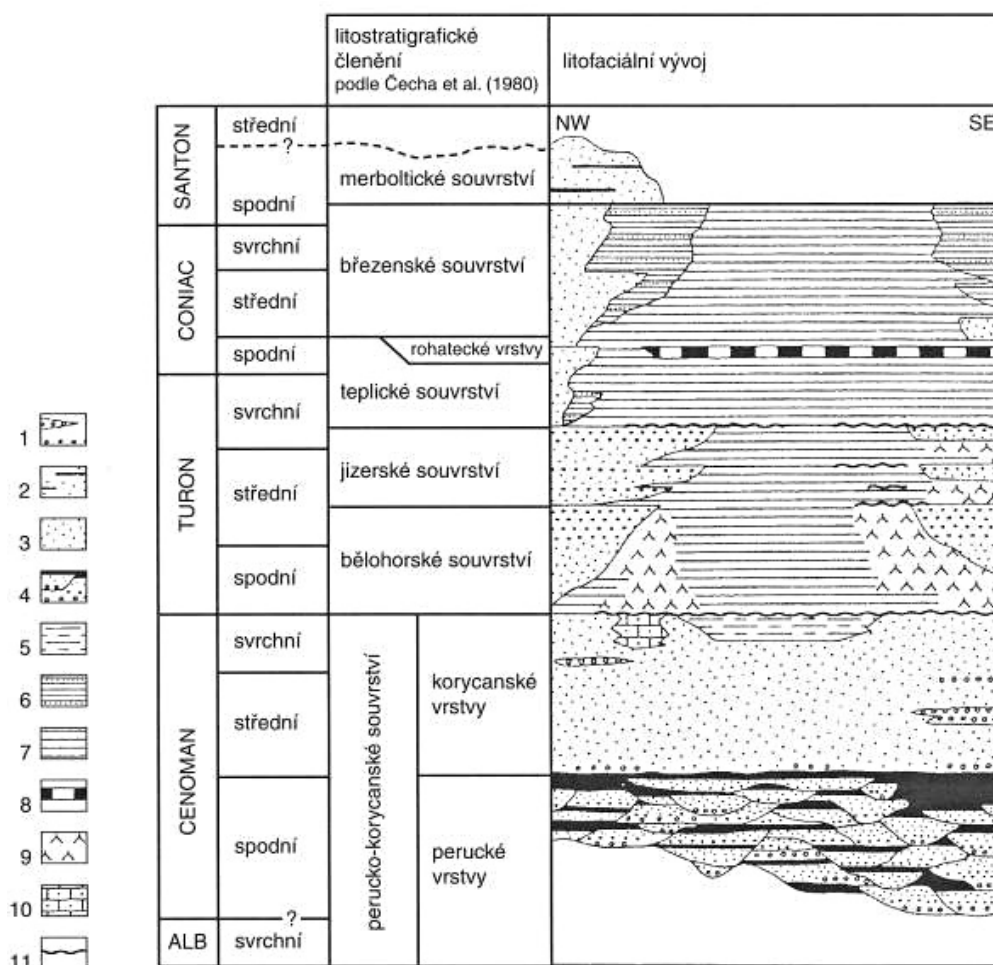 litostratigrafické
členění
podle Čecha et al. (1980)
litofaciální vývoj
NW
SE
SANTON
střední
?
spodní
merboltické souvrství
CONIAC
svrchní
střední
spodní
březenské souvrství
rohatecké vrstvy
teplické souvrství
TURON
svrchní
střední
spodní
jizerské souvrství
bělohorské souvrství
CENOMAN
svrchní
střední
spodní
perucko-korycanské souvrství
korycanské
vrstvy
perucké
vrstvy
?
ALB
svrchní
1
2
3
4
5
6
7
8
9
10
11